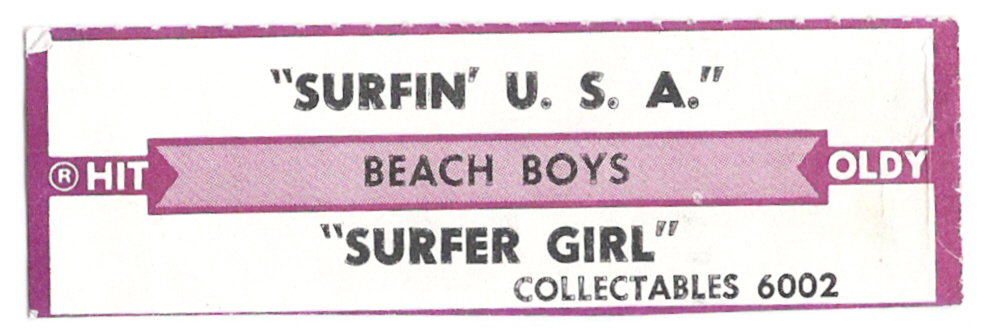 "SURFIN' U. S. A."
® HIT BEACH BOYS OLDY
"SURFER GIRL"
COLLECTABLES 6002